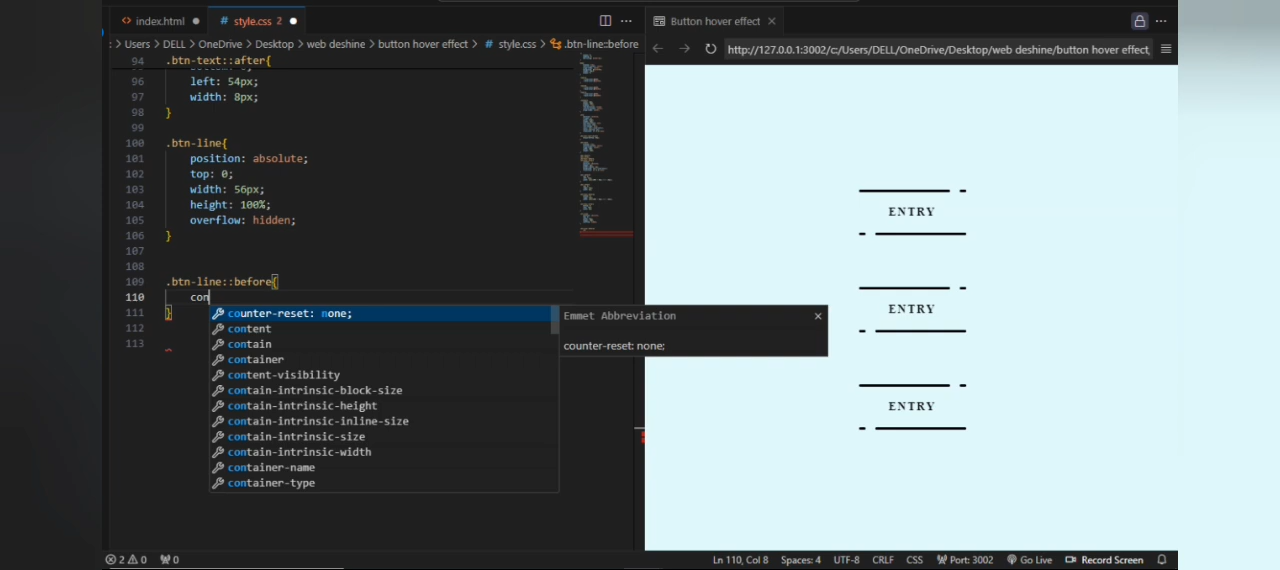 index.html
# style.css 2
Button hover effect
: > Users > DELL > OneDrive > Desktop > web deshine > button hover effect > # style.css > .btn-line::before
http://127.0.0.1:3002/c:/Users/DELL/OneDrive/Desktop/web deshine/button hover effect,
94 .btn-text::after{
96 left: 54px;
97 width: 8px;
98 }
99
100 .btn-line{
101 position: absolute;
102 top: 0;
103 width: 56px;
104 height: 100%;
105 overflow: hidden;
106 }
107
108
109 .btn-line::before{
110 con
111 }
112
113
counter-reset: none;
content
contain
container
content-visibility
contain-intrinsic-block-size
contain-intrinsic-height
contain-intrinsic-inline-size
contain-intrinsic-size
contain-intrinsic-width
container-name
container-type
Emmet Abbreviation
counter-reset: none;
ENTRY
ENTRY
ENTRY
2 0 0 Ln 110, Col 8 Spaces: 4 UTF-8 CRLF CSS Port: 3002 Go Live Record Screen